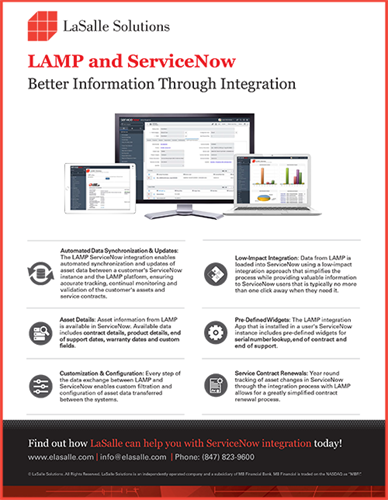 LaSalle Solutions
LAMP and ServiceNow
Better Information Through Integration
Automated Data Synchronization & Updates:
The LAMP ServiceNow integration enables
automated synchronization and updates of
asset data between a customer's ServiceNow
instance and the LAMP platform, ensuring
accurate tracking, continual monitoring and
validation of the customer's assets and
service contracts.
Low-Impact Integration: Data from LAMP is
loaded into ServiceNow using a low-impact
integration approach that simplifies the
process while providing valuable information
to ServiceNow users that is typically no more
than one click away when they need it.
Asset Details: Asset information from LAMP
is available in ServiceNow. Available data
includes contract details, product details, end
of support dates, warranty dates and custom
fields.
Pre-Defined Widgets: The LAMP integration
App that is installed in a user's ServiceNow
instance includes pre-defined widgets for
serial number lookup, end of contract and
end of support.
Customization & Configuration: Every step of
the data exchange between LAMP and
ServiceNow enables custom filtration and
configuration of asset data transferred
between the systems.
Service Contract Renewals: Year round
tracking of asset changes in ServiceNow
through the integration process with LAMP
allows for a greatly simplified contract
renewal process.
Find out how LaSalle can help you with ServiceNow integration today!
www.elasalle.com | info@elasalle.com | Phone: (847) 823-9600
© LaSalle Solutions. All Rights Reserved. LaSalle Solutions is an independently operated company and a subsidiary of MB Financial Bank. MB Financial is traded on the NASDAQ as "MBFI".